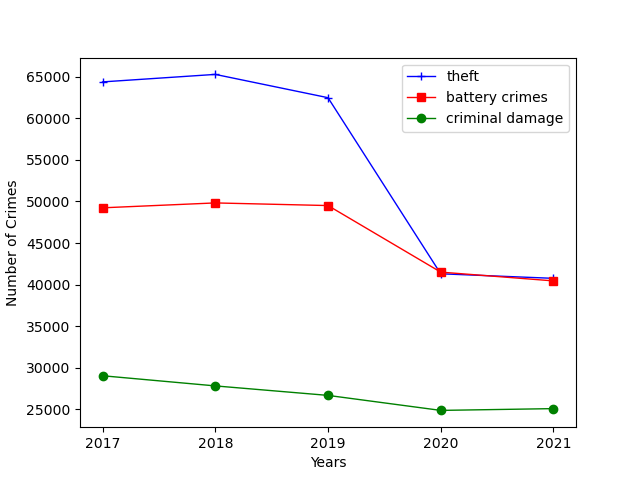 theft
battery crimes
criminal damage
65000
60000
55000
50000
45000
40000
35000
30000
25000
Number of Crimes
2017 2018 2019 2020 2021
Years